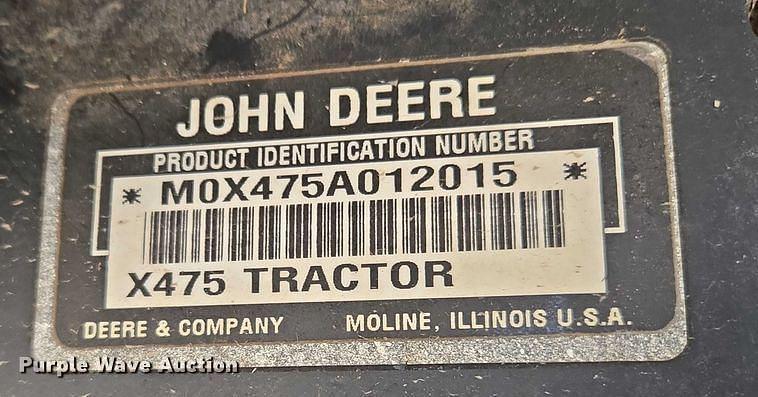 JOHN DEERE
PRODUCT IDENTIFICATION NUMBER
* M0X475A012015 *
X475 TRACTOR
DEERE & COMPANY MOLINE, ILLINOIS U.S.A.
Purple Wave Auction